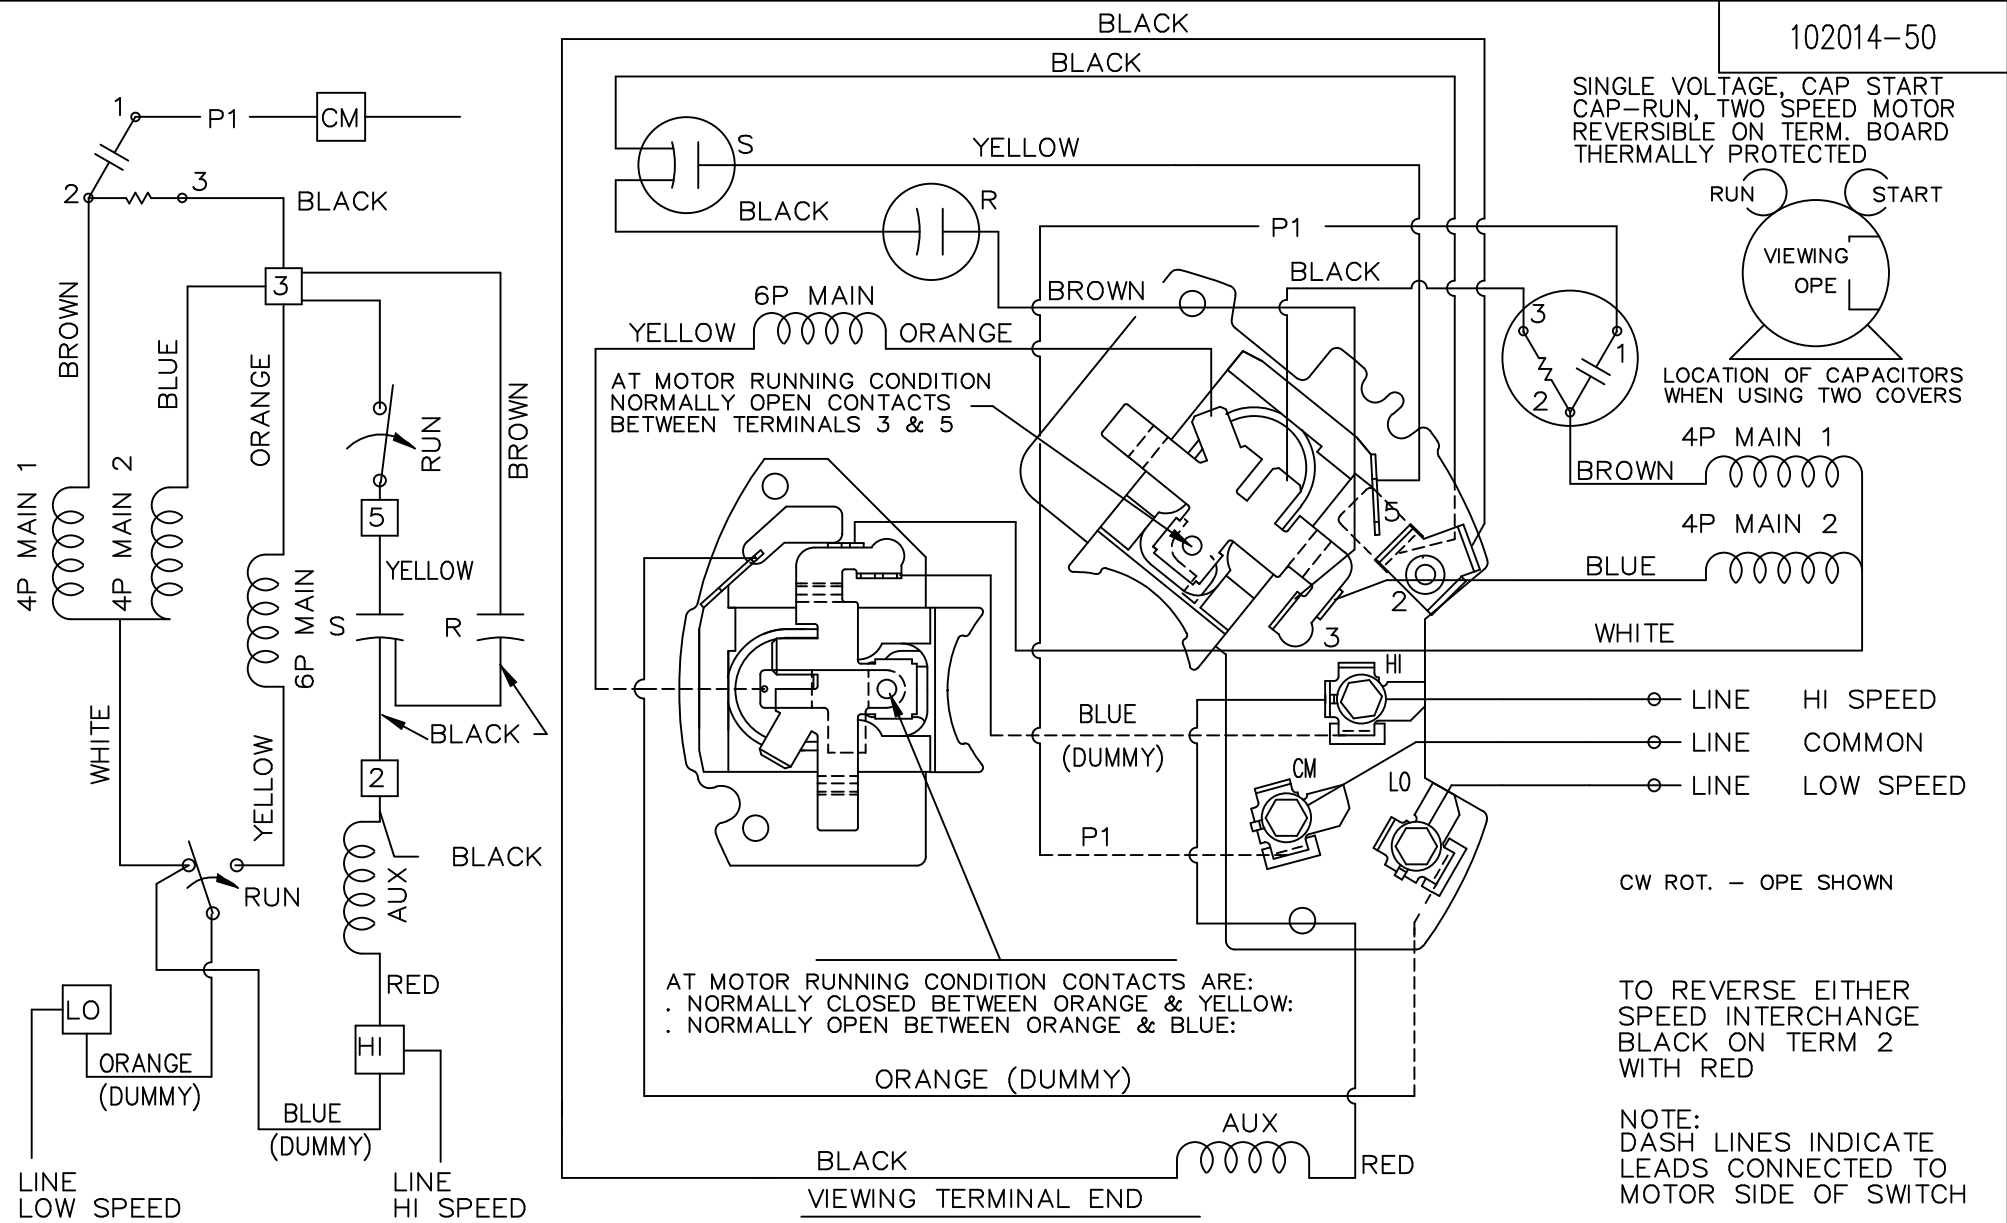 102014-50
SINGLE VOLTAGE, CAP START
CAP-RUN, TWO SPEED MOTOR
REVERSIBLE ON TERM. BOARD
THERMALLY PROTECTED
RUN
START
VIEWING
OPE
LOCATION OF CAPACITORS
WHEN USING TWO COVERS
1
P1
CM
2
3
BLACK
3
BROWN
BLUE
ORANGE
RUN
BROWN
4P MAIN 1
4P MAIN 2
5
YELLOW
6P MAIN
S
R
WHITE
YELLOW
BLACK
2
BLACK
AUX
RUN
RED
LO
HI
ORANGE
(DUMMY)
BLUE
(DUMMY)
LINE
LOW SPEED
LINE
HI SPEED
BLACK
BLACK
S
YELLOW
BLACK
R
P1
BLACK
BROWN
6P MAIN
YELLOW
ORANGE
AT MOTOR RUNNING CONDITION
NORMALLY OPEN CONTACTS
BETWEEN TERMINALS 3 & 5
3
1
2
4P MAIN 1
BROWN
4P MAIN 2
5
BLUE
2
3
WHITE
HI
BLUE
(DUMMY)
CM
LO
P1
LINE HI SPEED
LINE COMMON
LINE LOW SPEED
CW ROT. - OPE SHOWN
AT MOTOR RUNNING CONDITION CONTACTS ARE:
. NORMALLY CLOSED BETWEEN ORANGE & YELLOW:
. NORMALLY OPEN BETWEEN ORANGE & BLUE:
ORANGE (DUMMY)
AUX
BLACK
RED
VIEWING TERMINAL END
TO REVERSE EITHER
SPEED INTERCHANGE
BLACK ON TERM 2
WITH RED
NOTE:
DASH LINES INDICATE
LEADS CONNECTED TO
MOTOR SIDE OF SWITCH